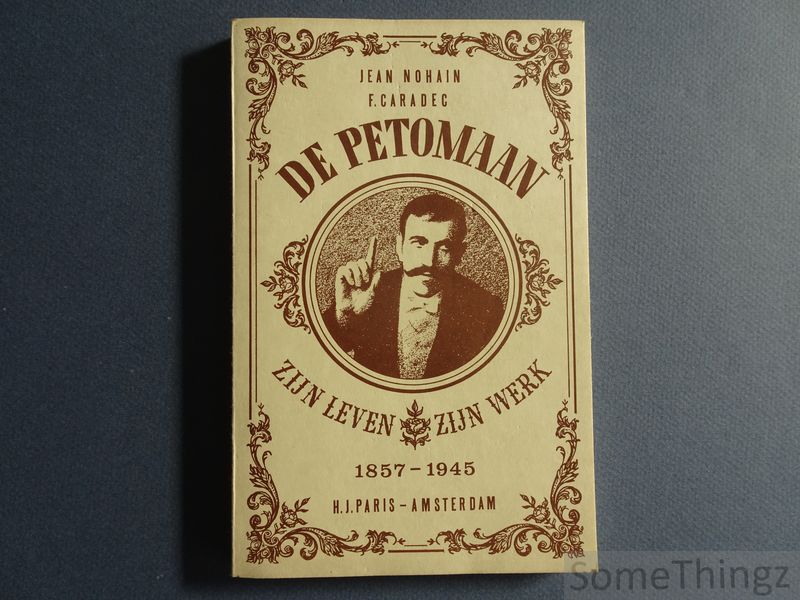 JEAN NOHAIN
F. CARADEC
DE PETOMAAN
ZIJN LEVEN ZIJN WERK
1857-1945
H.J. PARIS-AMSTERDAM
SomeThingz